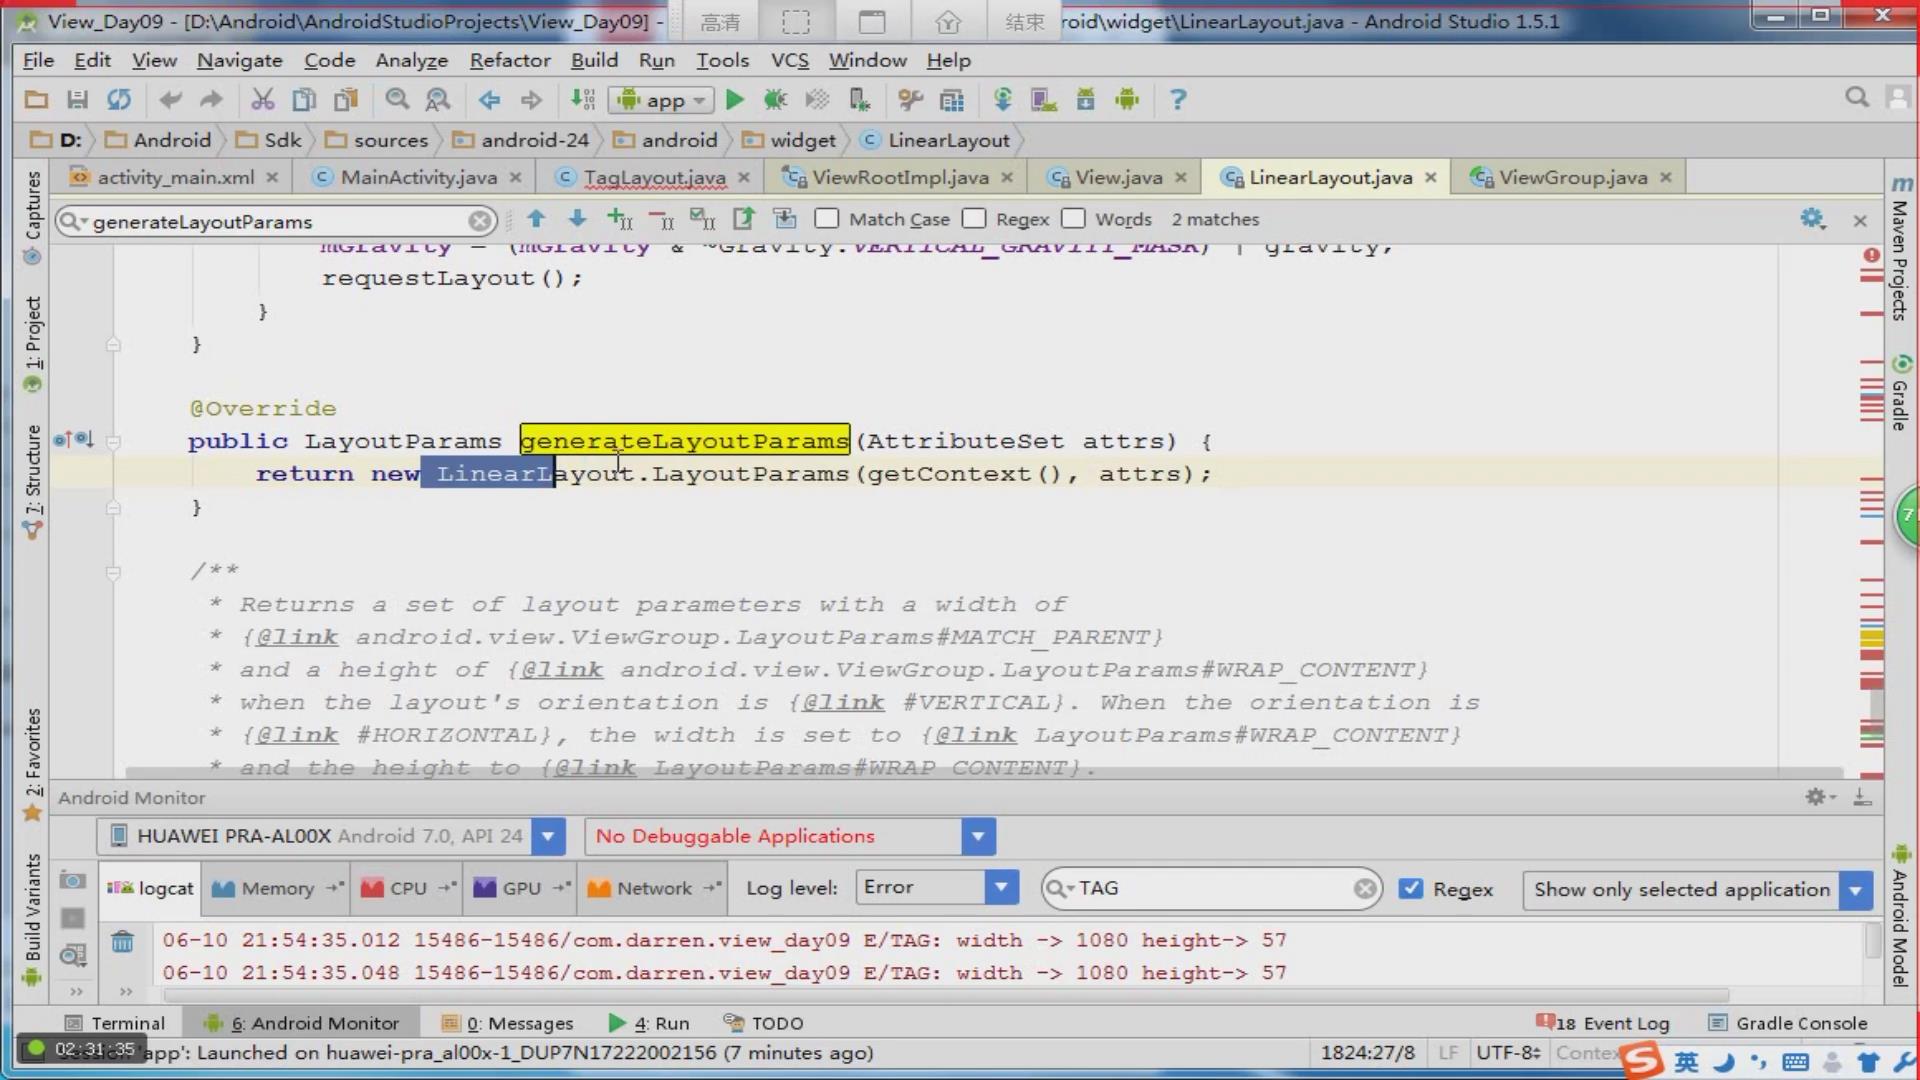 View_Day09 - [D:\Android\AndroidStudioProjects\View_Day09] - 高清 结束 roid\widget\LinearLayout.java - Android Studio 1.5.1
File Edit View Navigate Code Analyze Refactor Build Run Tools VCS Window Help
app
D: Android Sdk sources android-24 android widget LinearLayout
activity_main.xml MainActivity.java TagLayout.java ViewRootImpl.java View.java LinearLayout.java ViewGroup.java
generateLayoutParams Match Case Regex Words 2 matches
mGravity = (mGravity & ~Gravity.VERTICAL_GRAVITY_MASK) | gravity;
requestLayout();
}
}
@Override
public LayoutParams generateLayoutParams(AttributeSet attrs) {
return new LinearLayout.LayoutParams(getContext(), attrs);
}
/**
* Returns a set of layout parameters with a width of
* {@link android.view.ViewGroup.LayoutParams#MATCH_PARENT}
* and a height of {@link android.view.ViewGroup.LayoutParams#WRAP_CONTENT}
* when the layout's orientation is {@link #VERTICAL}. When the orientation is
* {@link #HORIZONTAL}, the width is set to {@link LayoutParams#WRAP_CONTENT}
* and the height to {@link LayoutParams#WRAP_CONTENT}.
Captures
1: Project
7: Structure
2: Favorites
Build Variants
Maven Projects
Gradle
Android Model
Android Monitor
HUAWEI PRA-AL00X Android 7.0, API 24 No Debuggable Applications
logcat Memory CPU GPU Network Log level: Error TAG Regex Show only selected application
06-10 21:54:35.012 15486-15486/com.darren.view_day09 E/TAG: width -> 1080 height-> 57
06-10 21:54:35.048 15486-15486/com.darren.view_day09 E/TAG: width -> 1080 height-> 57
Terminal 6: Android Monitor 0: Messages 4: Run TODO 18 Event Log Gradle Console
02:31:35 'app': Launched on huawei-pra_al00x-1_DUP7N17222002156 (7 minutes ago) 1824:27/8 LF UTF-8 英